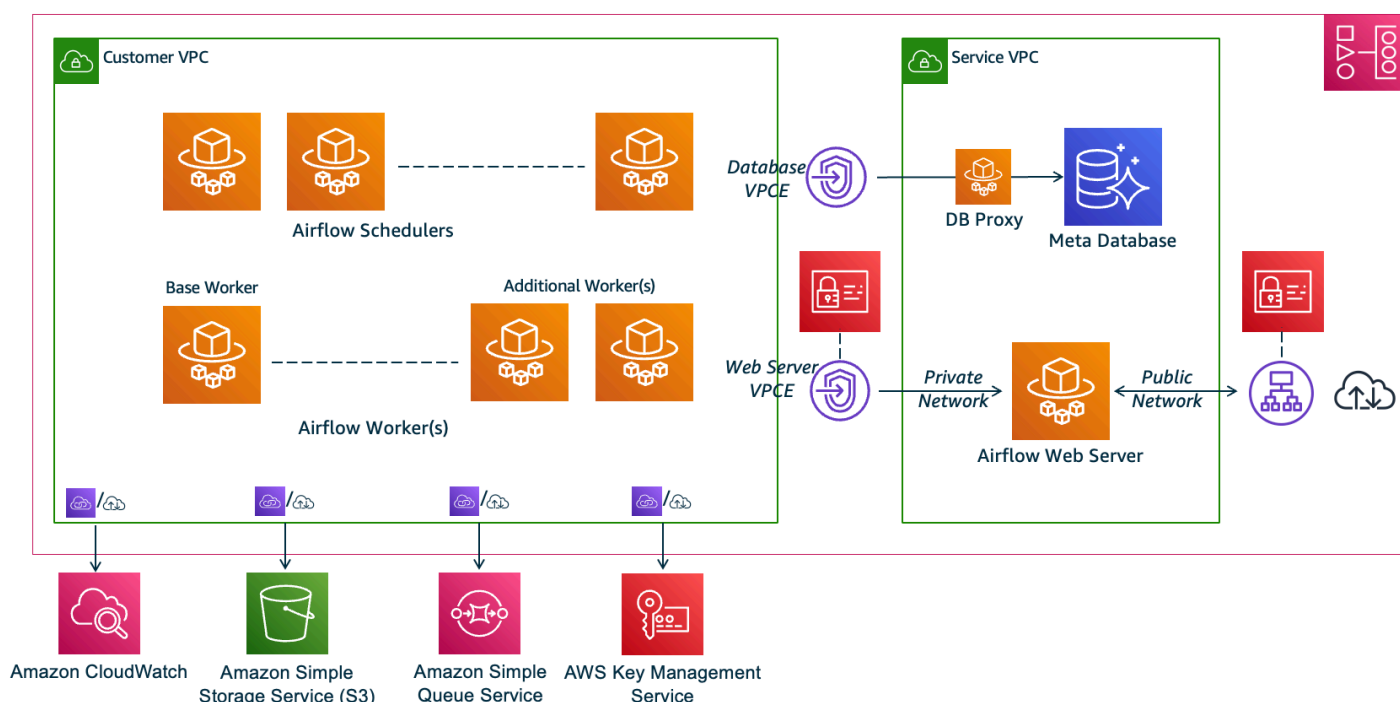 Customer VPC
Service VPC
Airflow Schedulers
Database
VPCE
DB Proxy
Meta Database
Base Worker
Additional Worker(s)
Airflow Worker(s)
Web Server
VPCE
Private
Network
Public
Network
Airflow Web Server
/
/
/
/
Amazon CloudWatch
Amazon Simple
Storage Service (S3)
Amazon Simple
Queue Service
AWS Key Management
Service